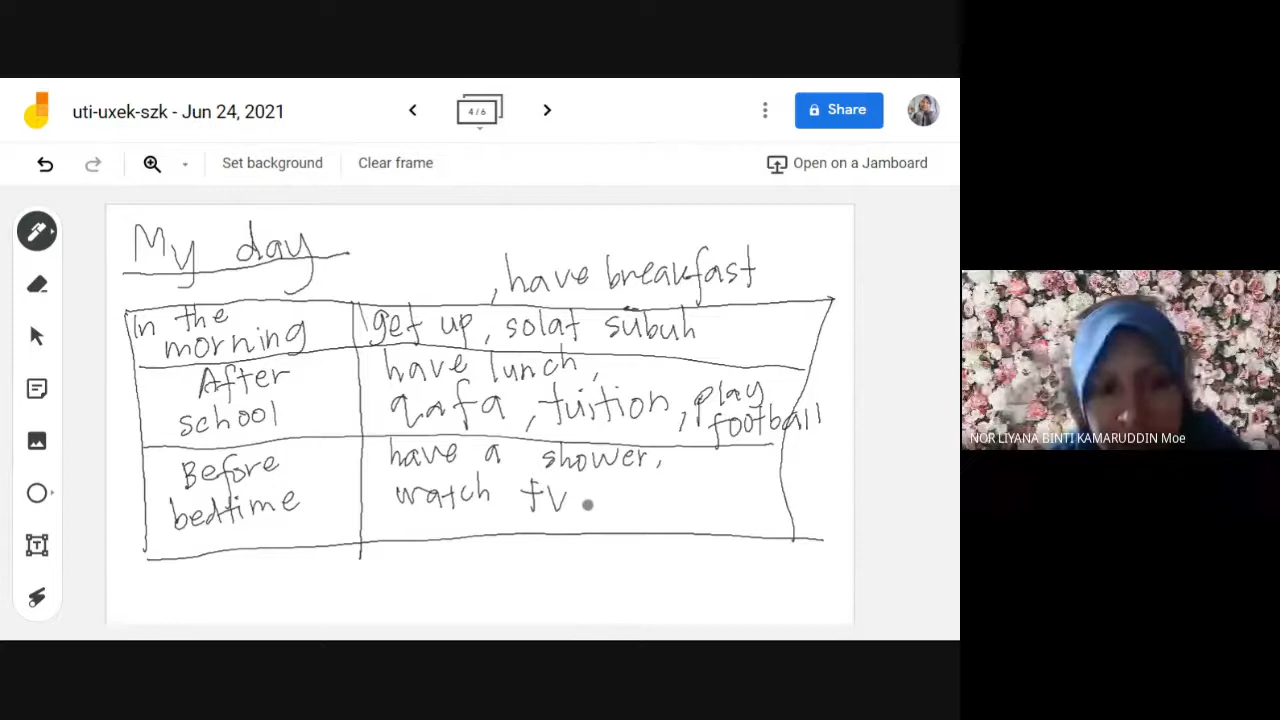 uti-uxek-szk - Jun 24, 2021
4/6
Share
Set background
Clear frame
Open on a Jamboard
My day
, have breakfast
In the
morning
get up, solat subuh
After
school
have lunch,
qafa, tuition, play
football
Before
bedtime
have a shower,
watch tv
NOR LIYANA BINTI KAMARUDDIN Moe